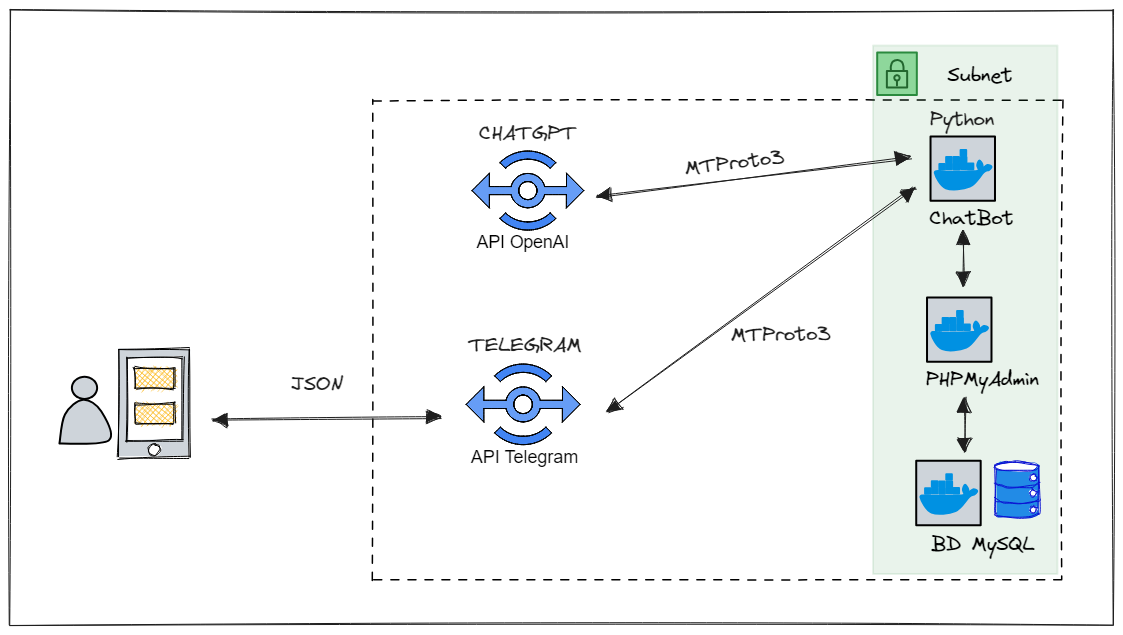 Subnet
Python
CHATGPT
MTProto3
ChatBot
API OpenAI
MTProto3
TELEGRAM
JSON
PHPMyAdmin
API Telegram
BD MySQL